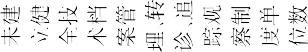 未建
立健
全技
术档
案管
理、转
诊、追
踪观
察制
度单
位数